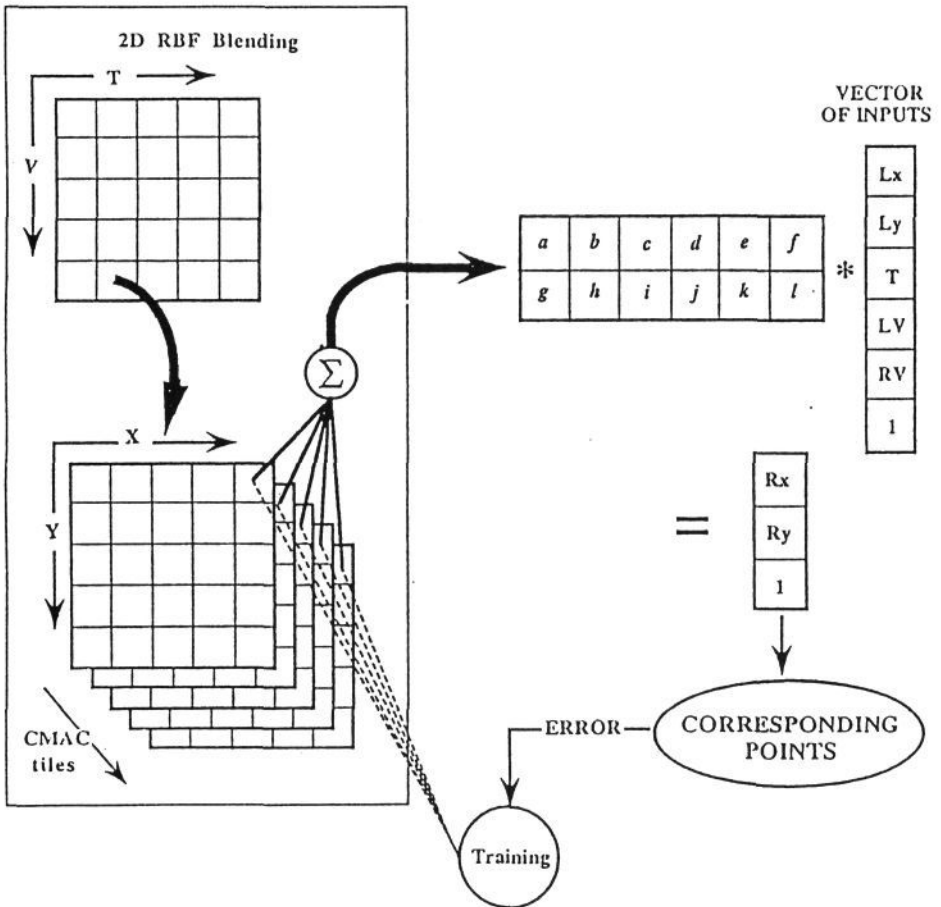 2D RBF Blending
T
V
X
Y
CMAC
tiles
Σ
a b c d e f
g h i j k l
*
VECTOR
OF INPUTS
Lx
Ly
T
LV
RV
1
=
Rx
Ry
1
CORRESPONDING
POINTS
ERROR
Training